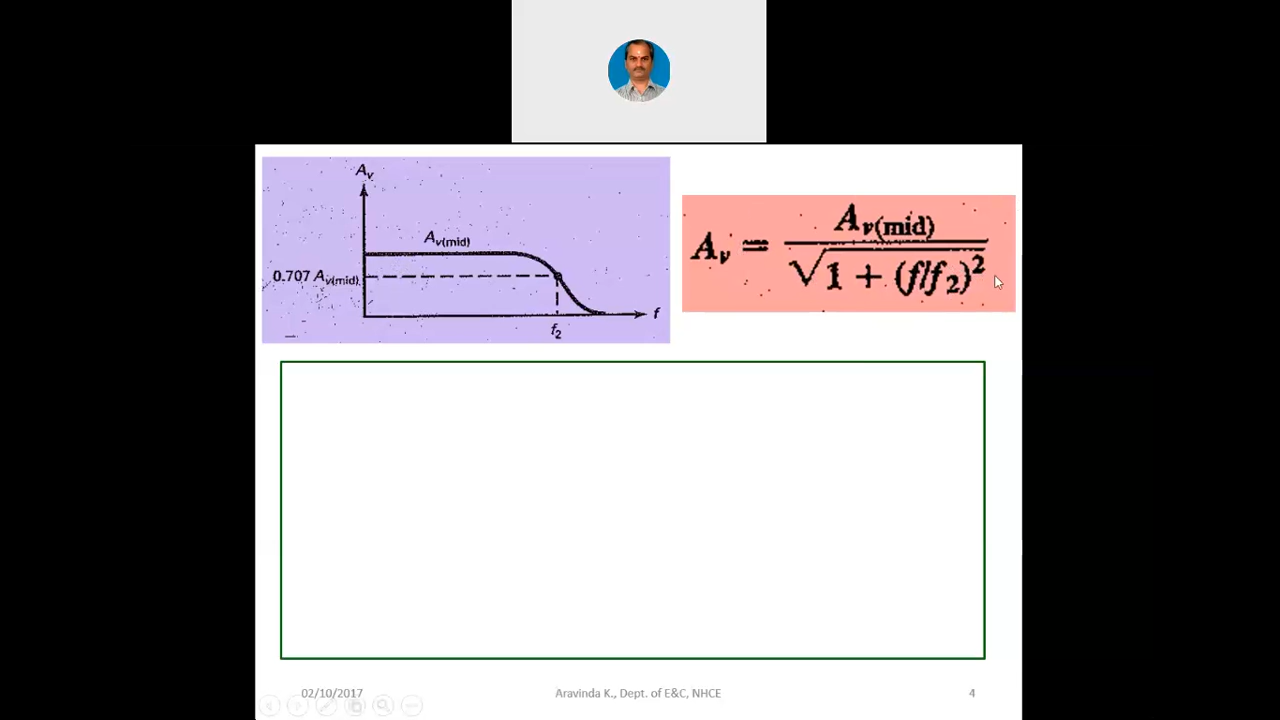 A_v
A_v(mid)
0.707 A_v(mid)
f
f_2
A_v = A_v(mid) / √(1 + (f/f_2)^2)
02/10/2017
Aravinda K., Dept. of E&C, NHCE
4